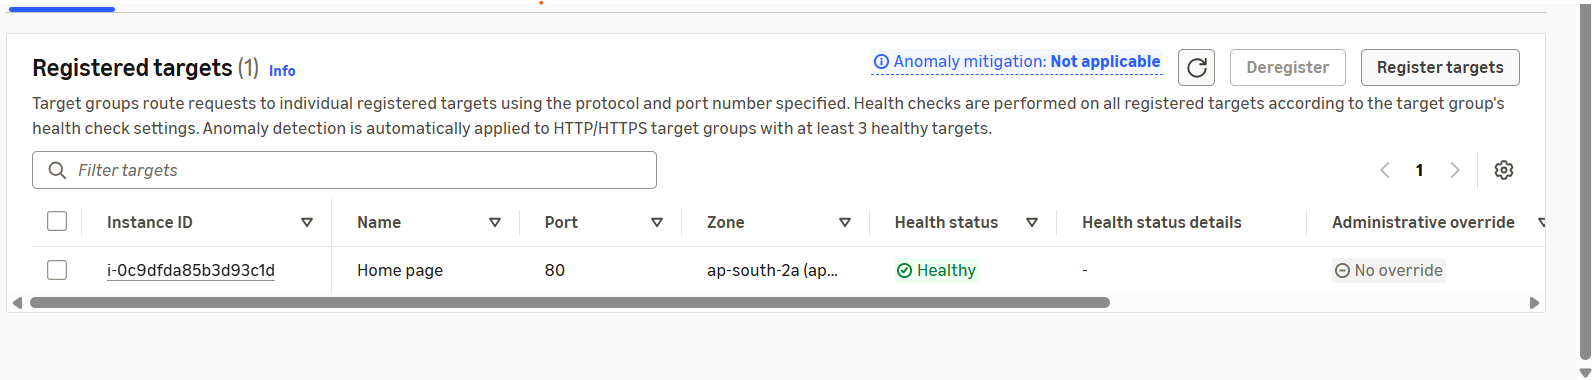 Registered targets (1) Info
Anomaly mitigation: Not applicable
Deregister
Register targets
Target groups route requests to individual registered targets using the protocol and port number specified. Health checks are performed on all registered targets according to the target group's
health check settings. Anomaly detection is automatically applied to HTTP/HTTPS target groups with at least 3 healthy targets.
Filter targets
1
Instance ID Name Port Zone Health status Health status details Administrative override
i-0c9dfda85b3d93c1d Home page 80 ap-south-2a (ap... Healthy - No override